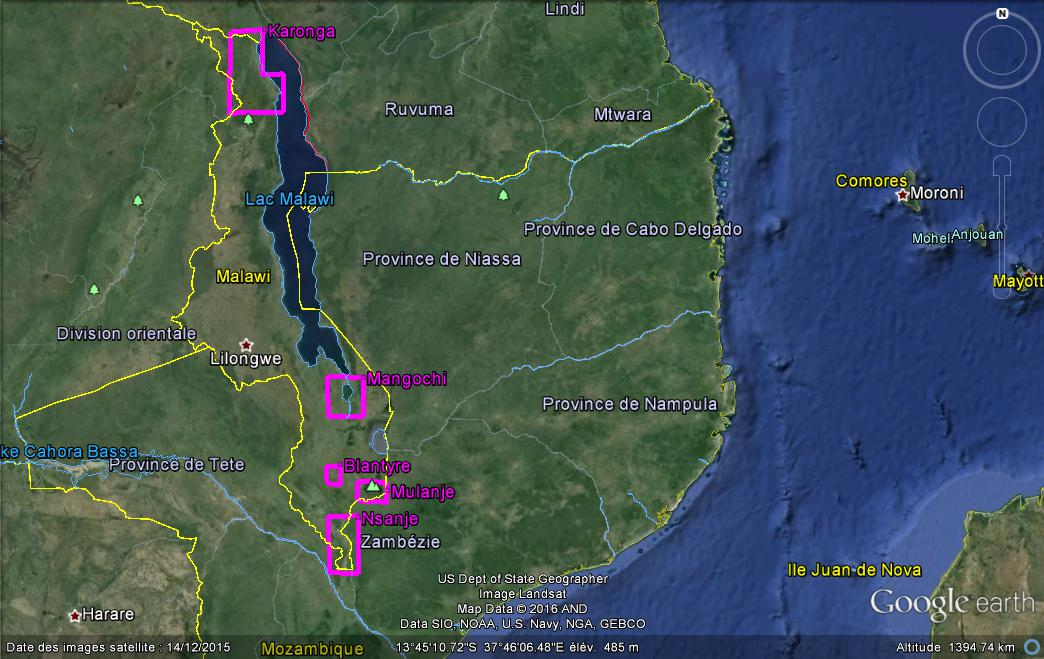 Lindi
N
Karonga
Ruvuma
Mtwara
Comores
Moroni
Lac Malawi
Province de Cabo Delgado
Mohel
Anjouan
Province de Niassa
Malawi
Mayott
Division orientale
Lilongwe
Mangochi
Province de Nampula
ke Cahora Bassa
Province de Tete
Blantyre
Mulanje
Nsanje
Zambézie
Ile Juan de Nova
US Dept of State Geographer
Image Landsat
Map Data © 2016 AND
Data SIO, NOAA, U.S. Navy, NGA, GEBCO
Google earth
Harare
Mozambique
Date des images satellite : 14/12/2015
13°45'10.72"S 37°46'06.48"E élév. 485 m
Altitude 1394.74 km